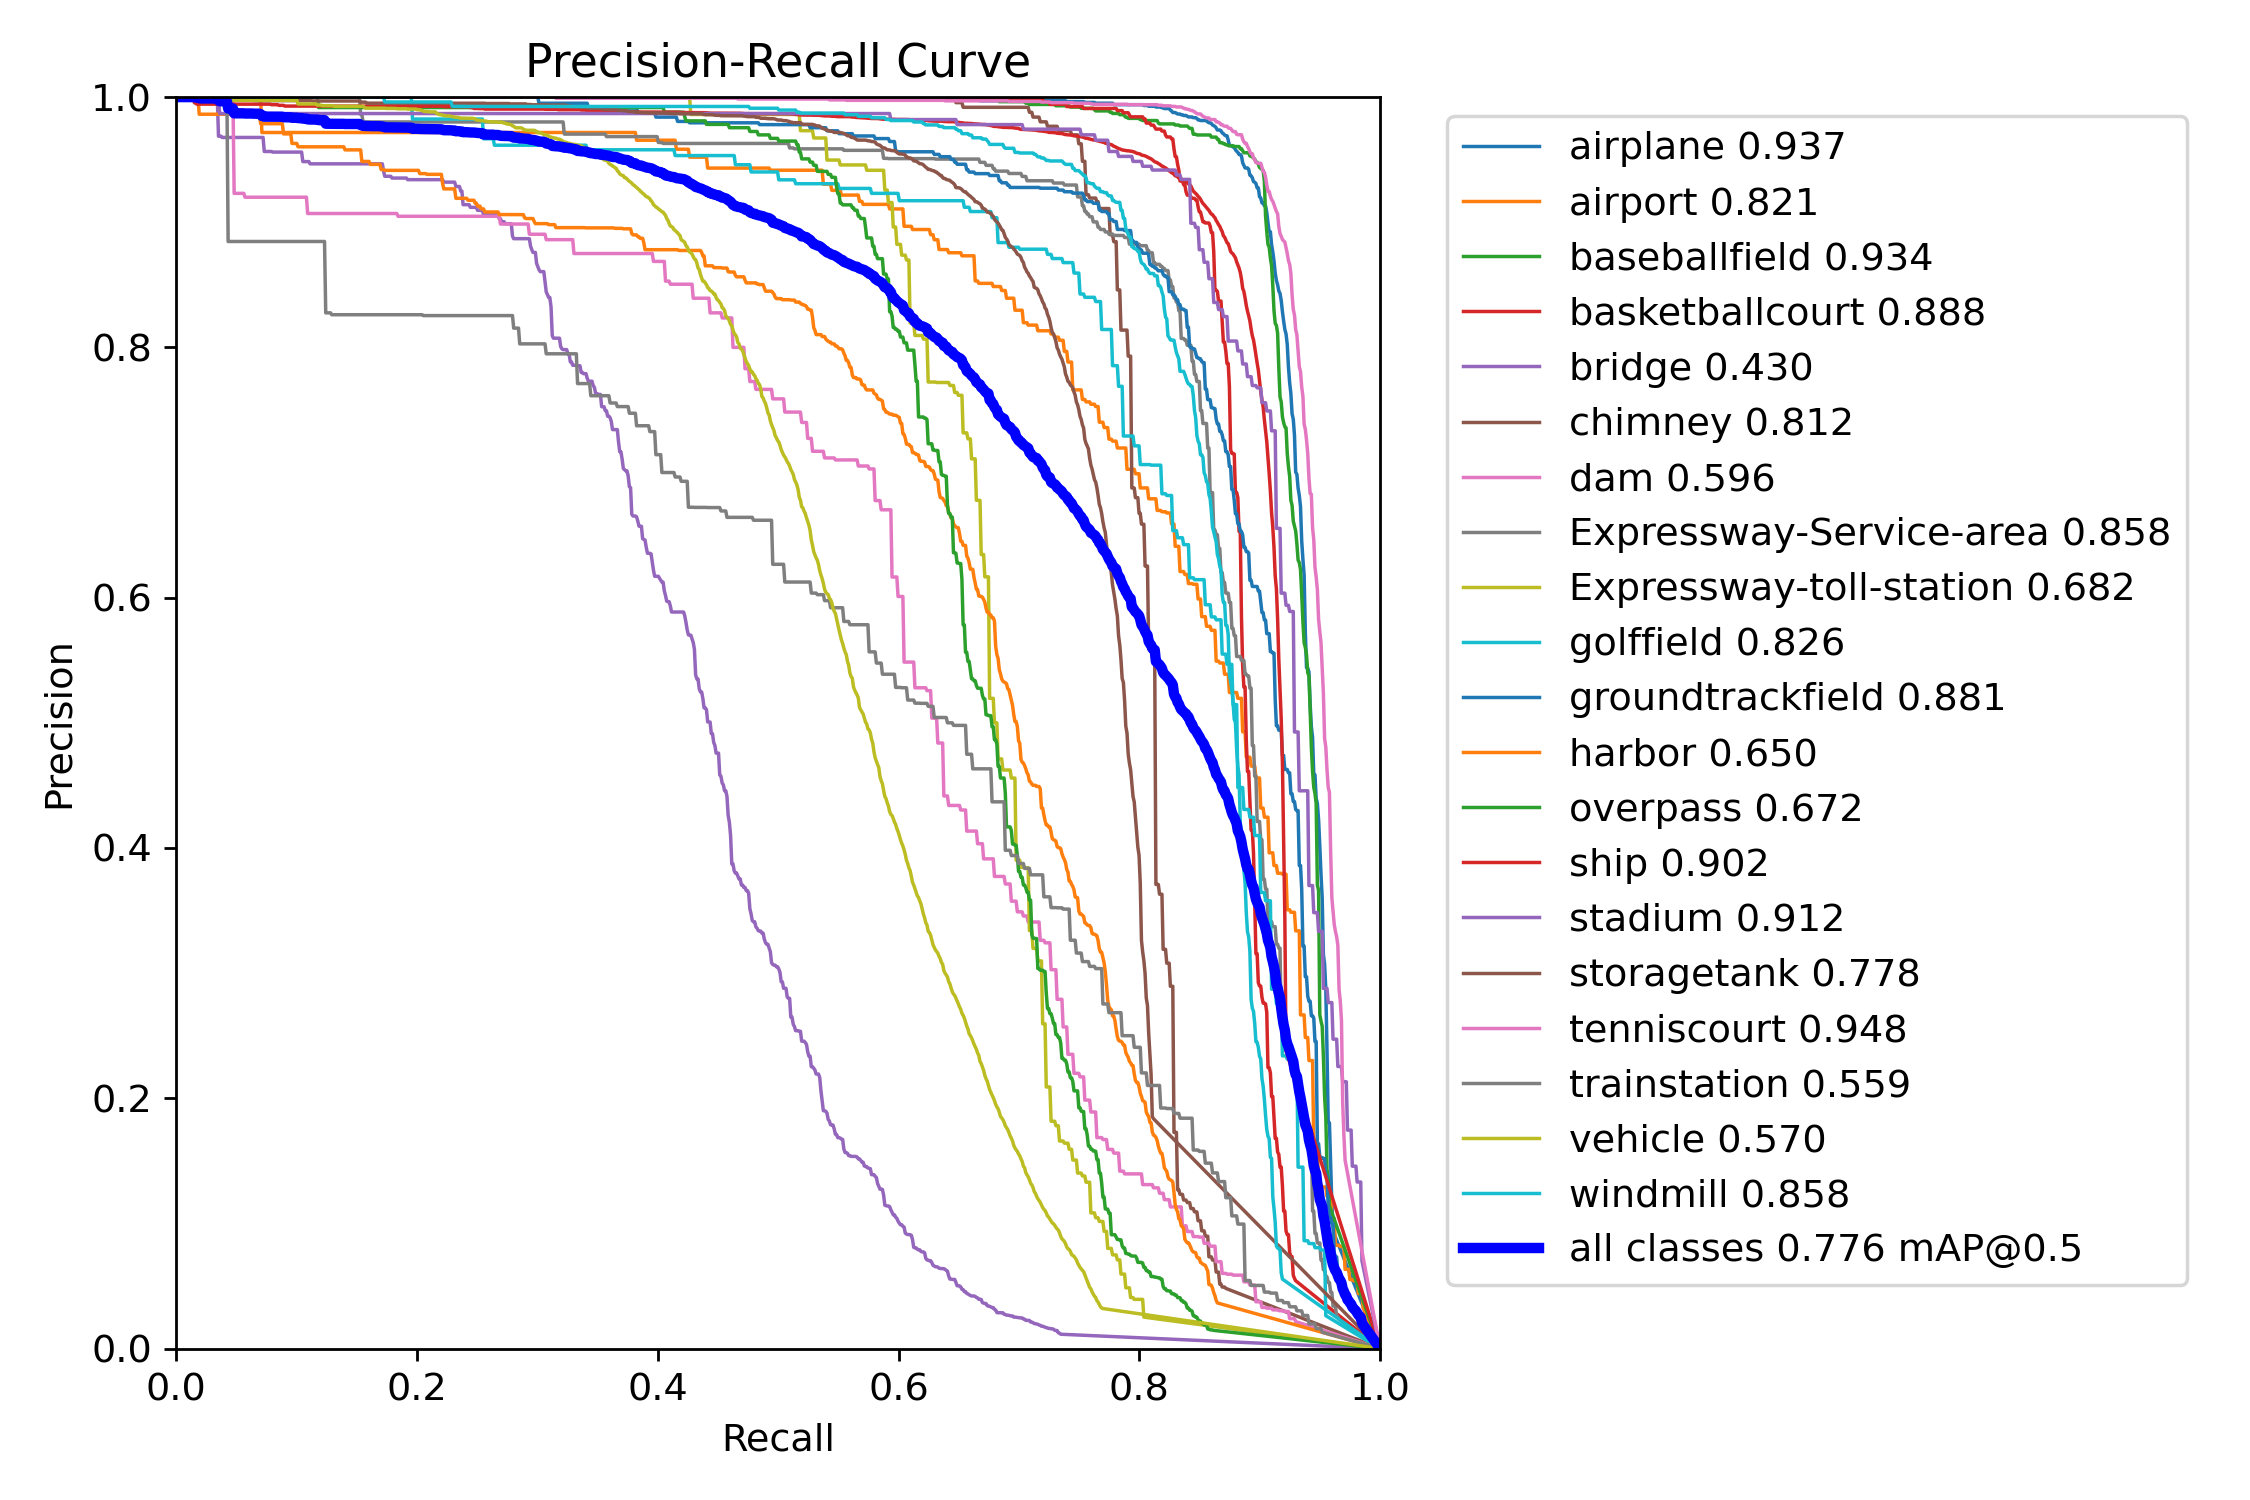 Precision-Recall Curve
1.0
0.8
0.6
0.4
0.2
0.0
Precision
0.0 0.2 0.4 0.6 0.8 1.0
Recall
airplane 0.937
airport 0.821
baseballfield 0.934
basketballcourt 0.888
bridge 0.430
chimney 0.812
dam 0.596
Expressway-Service-area 0.858
Expressway-toll-station 0.682
golffield 0.826
groundtrackfield 0.881
harbor 0.650
overpass 0.672
ship 0.902
stadium 0.912
storagetank 0.778
tenniscourt 0.948
trainstation 0.559
vehicle 0.570
windmill 0.858
all classes 0.776 mAP@0.5